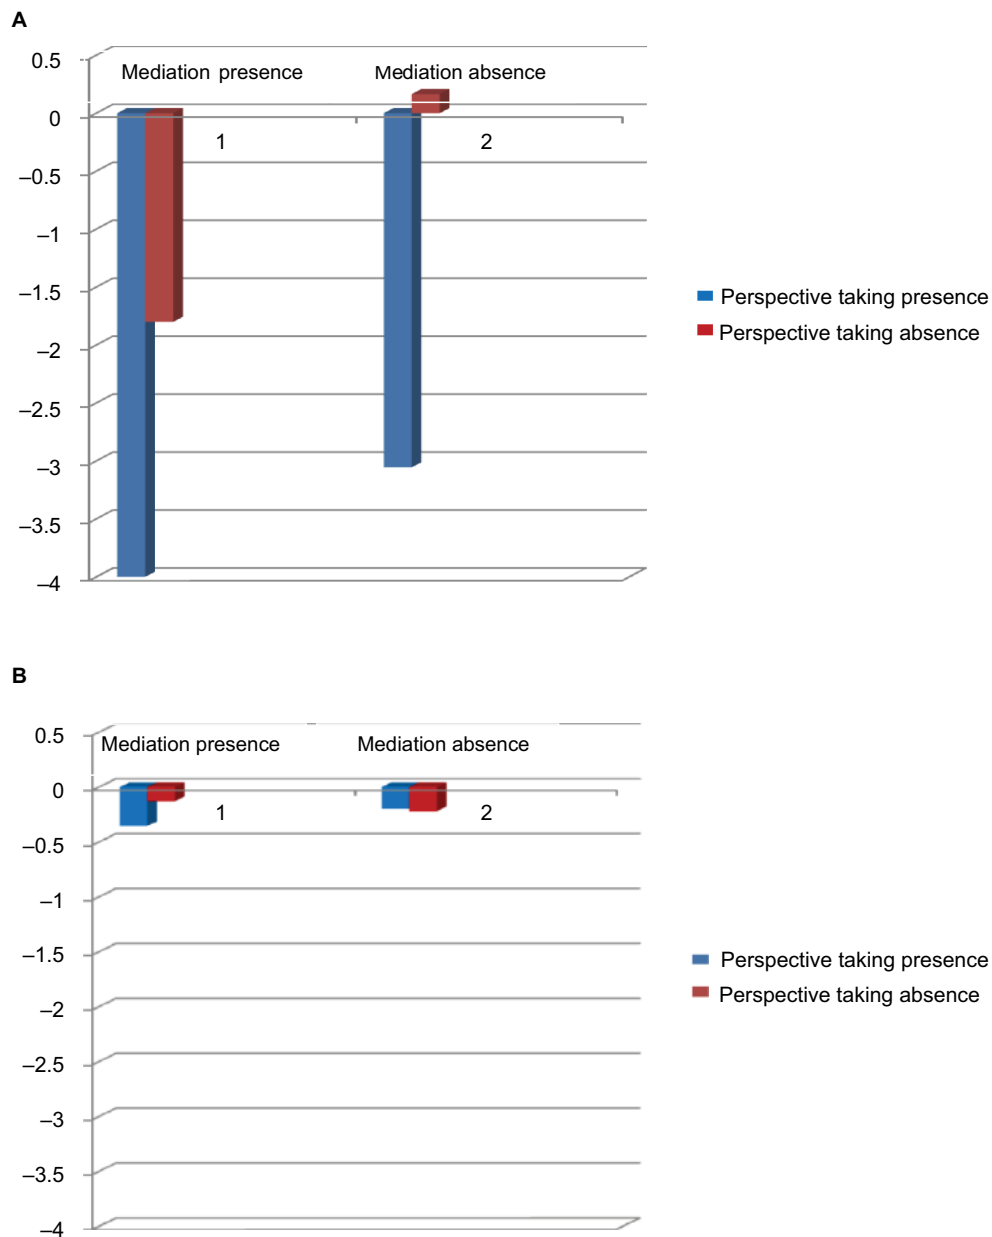 A
0.5
Mediation presence
Mediation absence
0
1
2
–0.5
–1
–1.5
Perspective taking presence
Perspective taking absence
–2
–2.5
–3
–3.5
–4
B
0.5
Mediation presence
Mediation absence
0
1
2
–0.5
–1
–1.5
Perspective taking presence
Perspective taking absence
–2
–2.5
–3
–3.5
–4